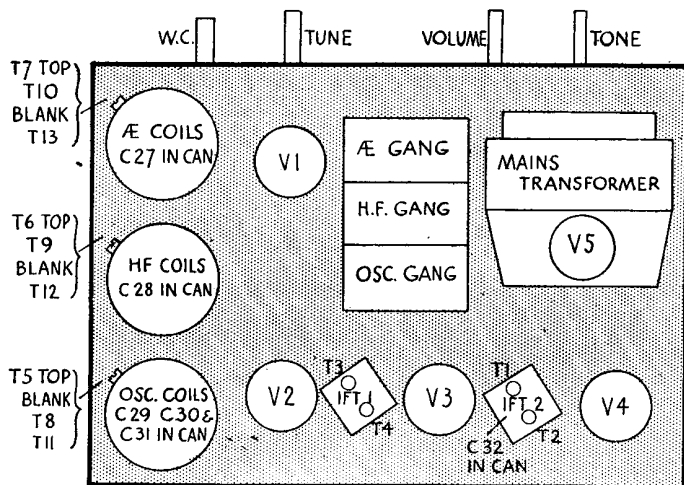 W.C.
TUNE
VOLUME
TONE
T7 TOP
T10
BLANK
T13
Æ COILS
C27 IN CAN
V1
Æ GANG
H.F. GANG
OSC. GANG
MAINS
TRANSFORMER
V5
T6 TOP
T9
BLANK
T12
HF COILS
C28 IN CAN
T5 TOP
BLANK
T8
T11
OSC. COILS
C29 C30 &
C31 IN CAN
V2
T3
IFT. 1
T4
V3
T1
IFT. 2
T2
C32
IN CAN
V4